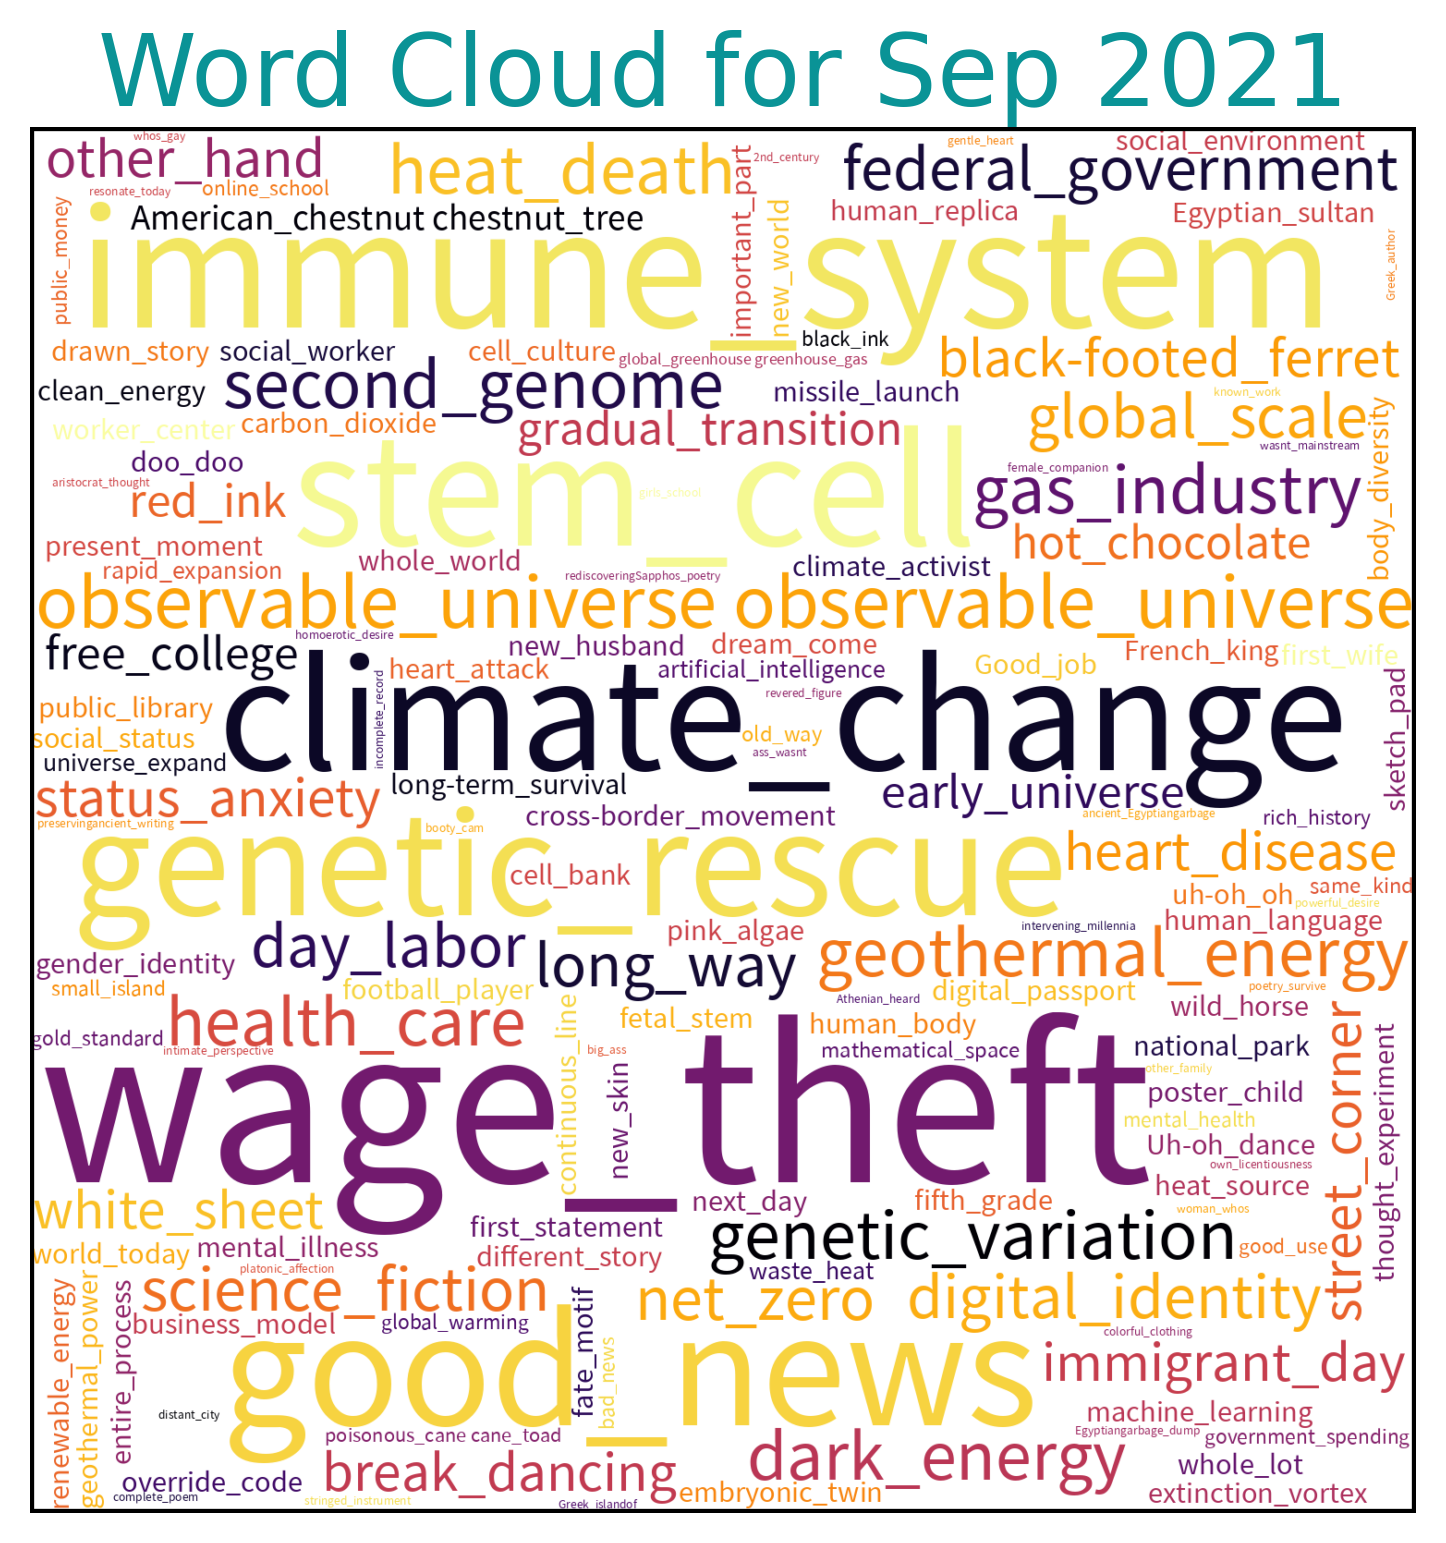 Word Cloud for Sep 2021
whos_gay
other_hand
resonate_today
online_school
heat_death
important_part
2nd_century
gentle_heart
federal_government
social_environment
public_money
American_chestnut chestnut_tree
new_world
human_replica
Egyptian_sultan
Greek_author
immune_system
black_ink
drawn_story
social_worker
cell_culture
global_greenhouse greenhouse_gas
black-footed_ferret
clean_energy
second_genome
missile_launch
known_work
worker_center
carbon_dioxide
gradual_transition
global_scale
body_diversity
wasnt_mainstream
doo_doo
stem_cell
female_companion
gas_industry
aristocrat_thought
red_ink
girls_school
present_moment
whole_world
hot_chocolate
rapid_expansion
rediscoveringSapphos_poetry
climate_activist
observable_universe observable_universe
homoerotic_desire
free_college
new_husband
dream_come
French_king
first_wife
heart_attack
artificial_intelligence
Good_job
incomplete_record
revered_figure
climate_change
sketch_pad
public_library
social_status
old_way
ass_wasnt
universe_expand
long-term_survival
early_universe
status_anxiety
cross-border_movement
ancient_Egyptiangarbage
rich_history
preservingancient_writing
booty_cam
genetic_rescue
heart_disease
cell_bank
uh-oh_oh
same_kind
powerful_desire
day_labor
pink_algae
intervening_millennia
human_language
gender_identity
long_way
geothermal_energy
small_island
football_player
continuous_line
Athenian_heard
digital_passport
poetry_survive
health_care
fetal_stem
human_body
wild_horse
street_corner
gold_standard
intimate_perspective
big_ass
mathematical_space
national_park
thought_experiment
wage_theft
new_skin
other_family
poster_child
mental_health
Uh-oh_dance
own_licentiousness
heat_source
white_sheet
next_day
fifth_grade
woman_whos
first_statement
genetic_variation
world_today
mental_illness
different_story
good_use
platonic_affection
waste_heat
science_fiction
net_zero
digital_identity
renewable_energy
geothermal_power
entire_process
business_model
global_warming
fate_motif
colorful_clothing
good_news
bad_news
immigrant_day
distant_city
machine_learning
poisonous_cane cane_toad
Egyptiangarbage_dump
government_spending
override_code
break_dancing
dark_energy
whole_lot
complete_poem
stringed_instrument
Greek_islandof
embryonic_twin
extinction_vortex